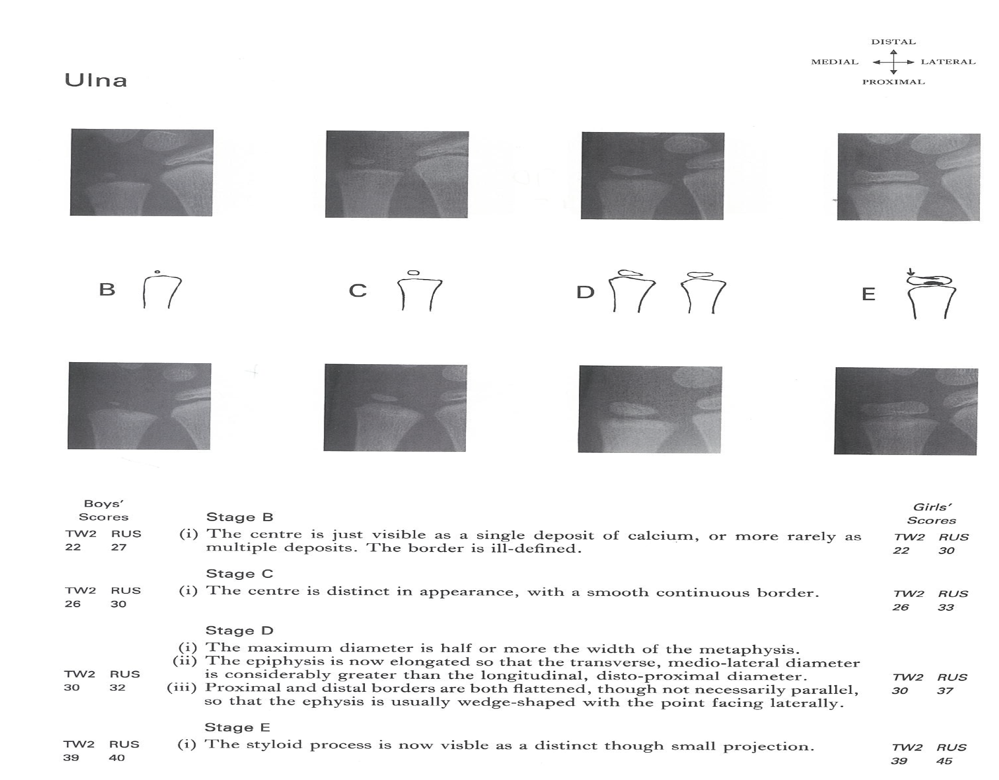 DISTAL
MEDIAL LATERAL
PROXIMAL
Ulna
B C D E
Boys’
Scores
Girls’
Scores
Stage B
TW2 RUS
22 27
(i) The centre is just visible as a single deposit of calcium, or more rarely as
multiple deposits. The border is ill-defined.
TW2 RUS
22 30
Stage C
TW2 RUS
26 30
(i) The centre is distinct in appearance, with a smooth continuous border.
TW2 RUS
26 33
Stage D
(i) The maximum diameter is half or more the width of the metaphysis.
(ii) The epiphysis is now elongated so that the transverse, medio-lateral diameter
is considerably greater than the longitudinal, disto-proximal diameter.
TW2 RUS
30 32
(iii) Proximal and distal borders are both flattened, though not necessarily parallel,
so that the ephysis is usually wedge-shaped with the point facing laterally.
TW2 RUS
30 37
Stage E
TW2 RUS
39 40
(i) The styloid process is now visble as a distinct though small projection.
TW2 RUS
39 45